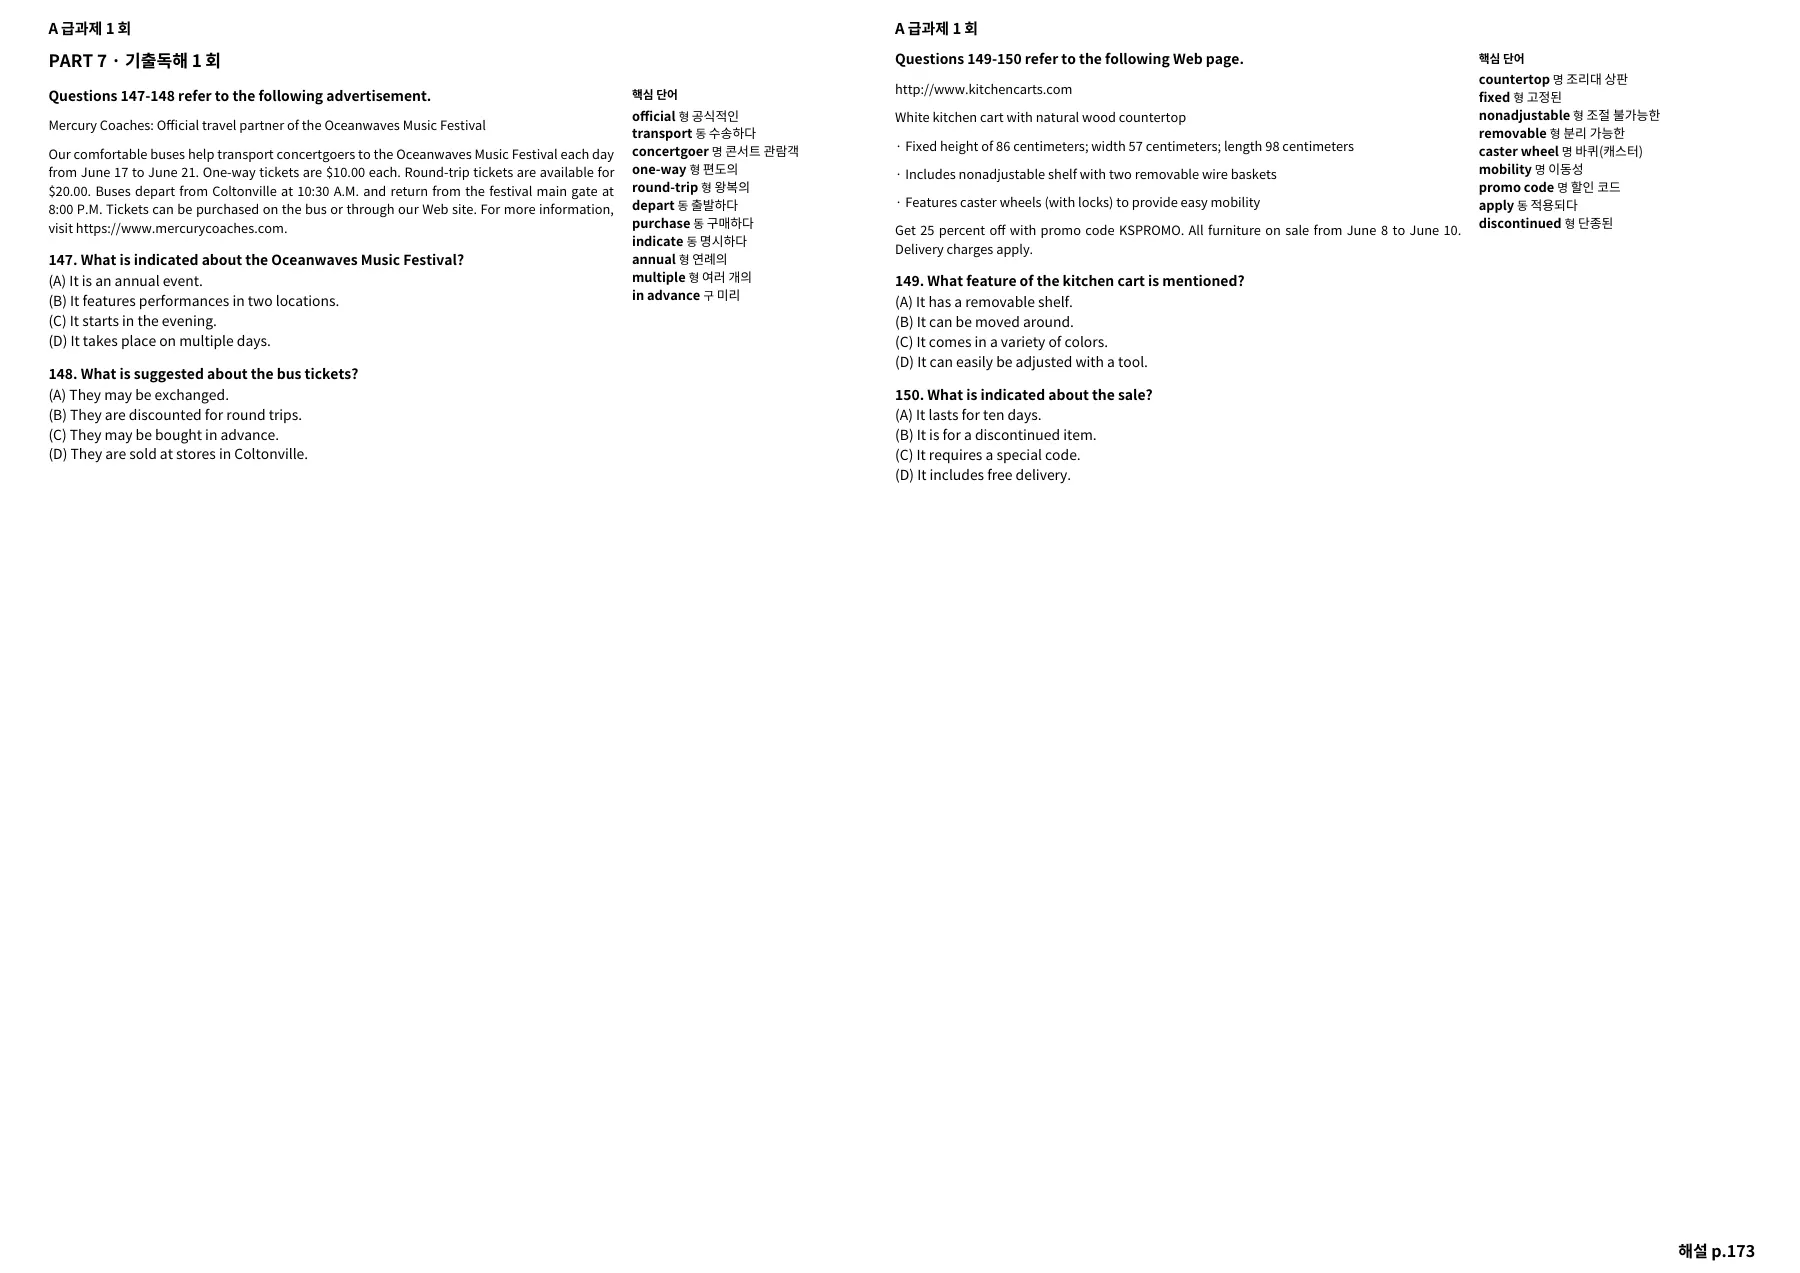 A 급과제 1 회
PART 7 · 기출독해 1 회
Questions 147-148 refer to the following advertisement.
Mercury Coaches: Official travel partner of the Oceanwaves Music Festival
Our comfortable buses help transport concertgoers to the Oceanwaves Music Festival each day
from June 17 to June 21. One-way tickets are $10.00 each. Round-trip tickets are available for
$20.00. Buses depart from Coltonville at 10:30 A.M. and return from the festival main gate at
8:00 P.M. Tickets can be purchased on the bus or through our Web site. For more information,
visit https://www.mercurycoaches.com.
147. What is indicated about the Oceanwaves Music Festival?
(A) It is an annual event.
(B) It features performances in two locations.
(C) It starts in the evening.
(D) It takes place on multiple days.
148. What is suggested about the bus tickets?
(A) They may be exchanged.
(B) They are discounted for round trips.
(C) They may be bought in advance.
(D) They are sold at stores in Coltonville.
핵심 단어
official 형 공식적인
transport 동 수송하다
concertgoer 명 콘서트 관람객
one-way 형 편도의
round-trip 형 왕복의
depart 동 출발하다
purchase 동 구매하다
indicate 동 명시하다
annual 형 연례의
multiple 형 여러 개의
in advance 구 미리
A 급과제 1 회
Questions 149-150 refer to the following Web page.
http://www.kitchencarts.com
White kitchen cart with natural wood countertop
· Fixed height of 86 centimeters; width 57 centimeters; length 98 centimeters
· Includes nonadjustable shelf with two removable wire baskets
· Features caster wheels (with locks) to provide easy mobility
Get 25 percent off with promo code KSPROMO. All furniture on sale from June 8 to June 10.
Delivery charges apply.
149. What feature of the kitchen cart is mentioned?
(A) It has a removable shelf.
(B) It can be moved around.
(C) It comes in a variety of colors.
(D) It can easily be adjusted with a tool.
150. What is indicated about the sale?
(A) It lasts for ten days.
(B) It is for a discontinued item.
(C) It requires a special code.
(D) It includes free delivery.
핵심 단어
countertop 명 조리대 상판
fixed 형 고정된
nonadjustable 형 조절 불가능한
removable 형 분리 가능한
caster wheel 명 바퀴(캐스터)
mobility 명 이동성
promo code 명 할인 코드
apply 동 적용되다
discontinued 형 단종된
해설 p.173